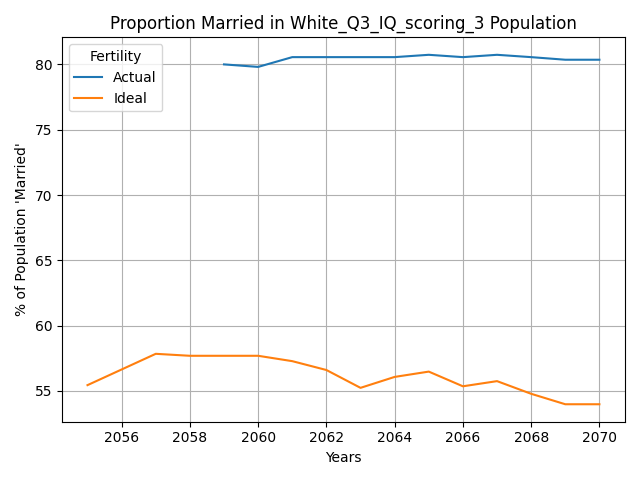 Proportion Married in White_Q3_IQ_scoring_3 Population
Fertility
Actual
Ideal
% of Population 'Married'
80
75
70
65
60
55
2056 2058 2060 2062 2064 2066 2068 2070
Years